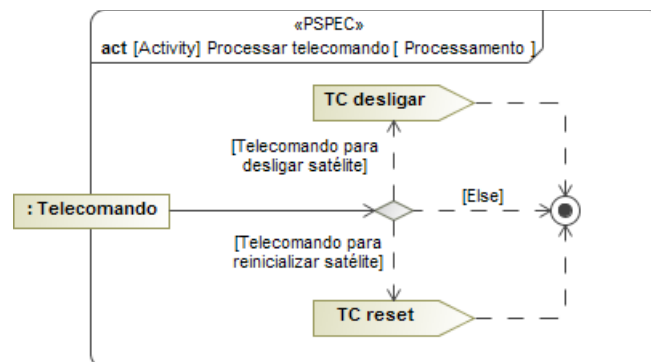 «PSPEC»
act [Activity] Processar telecomando [ Processamento ]
TC desligar
[Telecomando para
desligar satélite]
: Telecomando
[Else]
[Telecomando para
reinicializar satélite]
TC reset